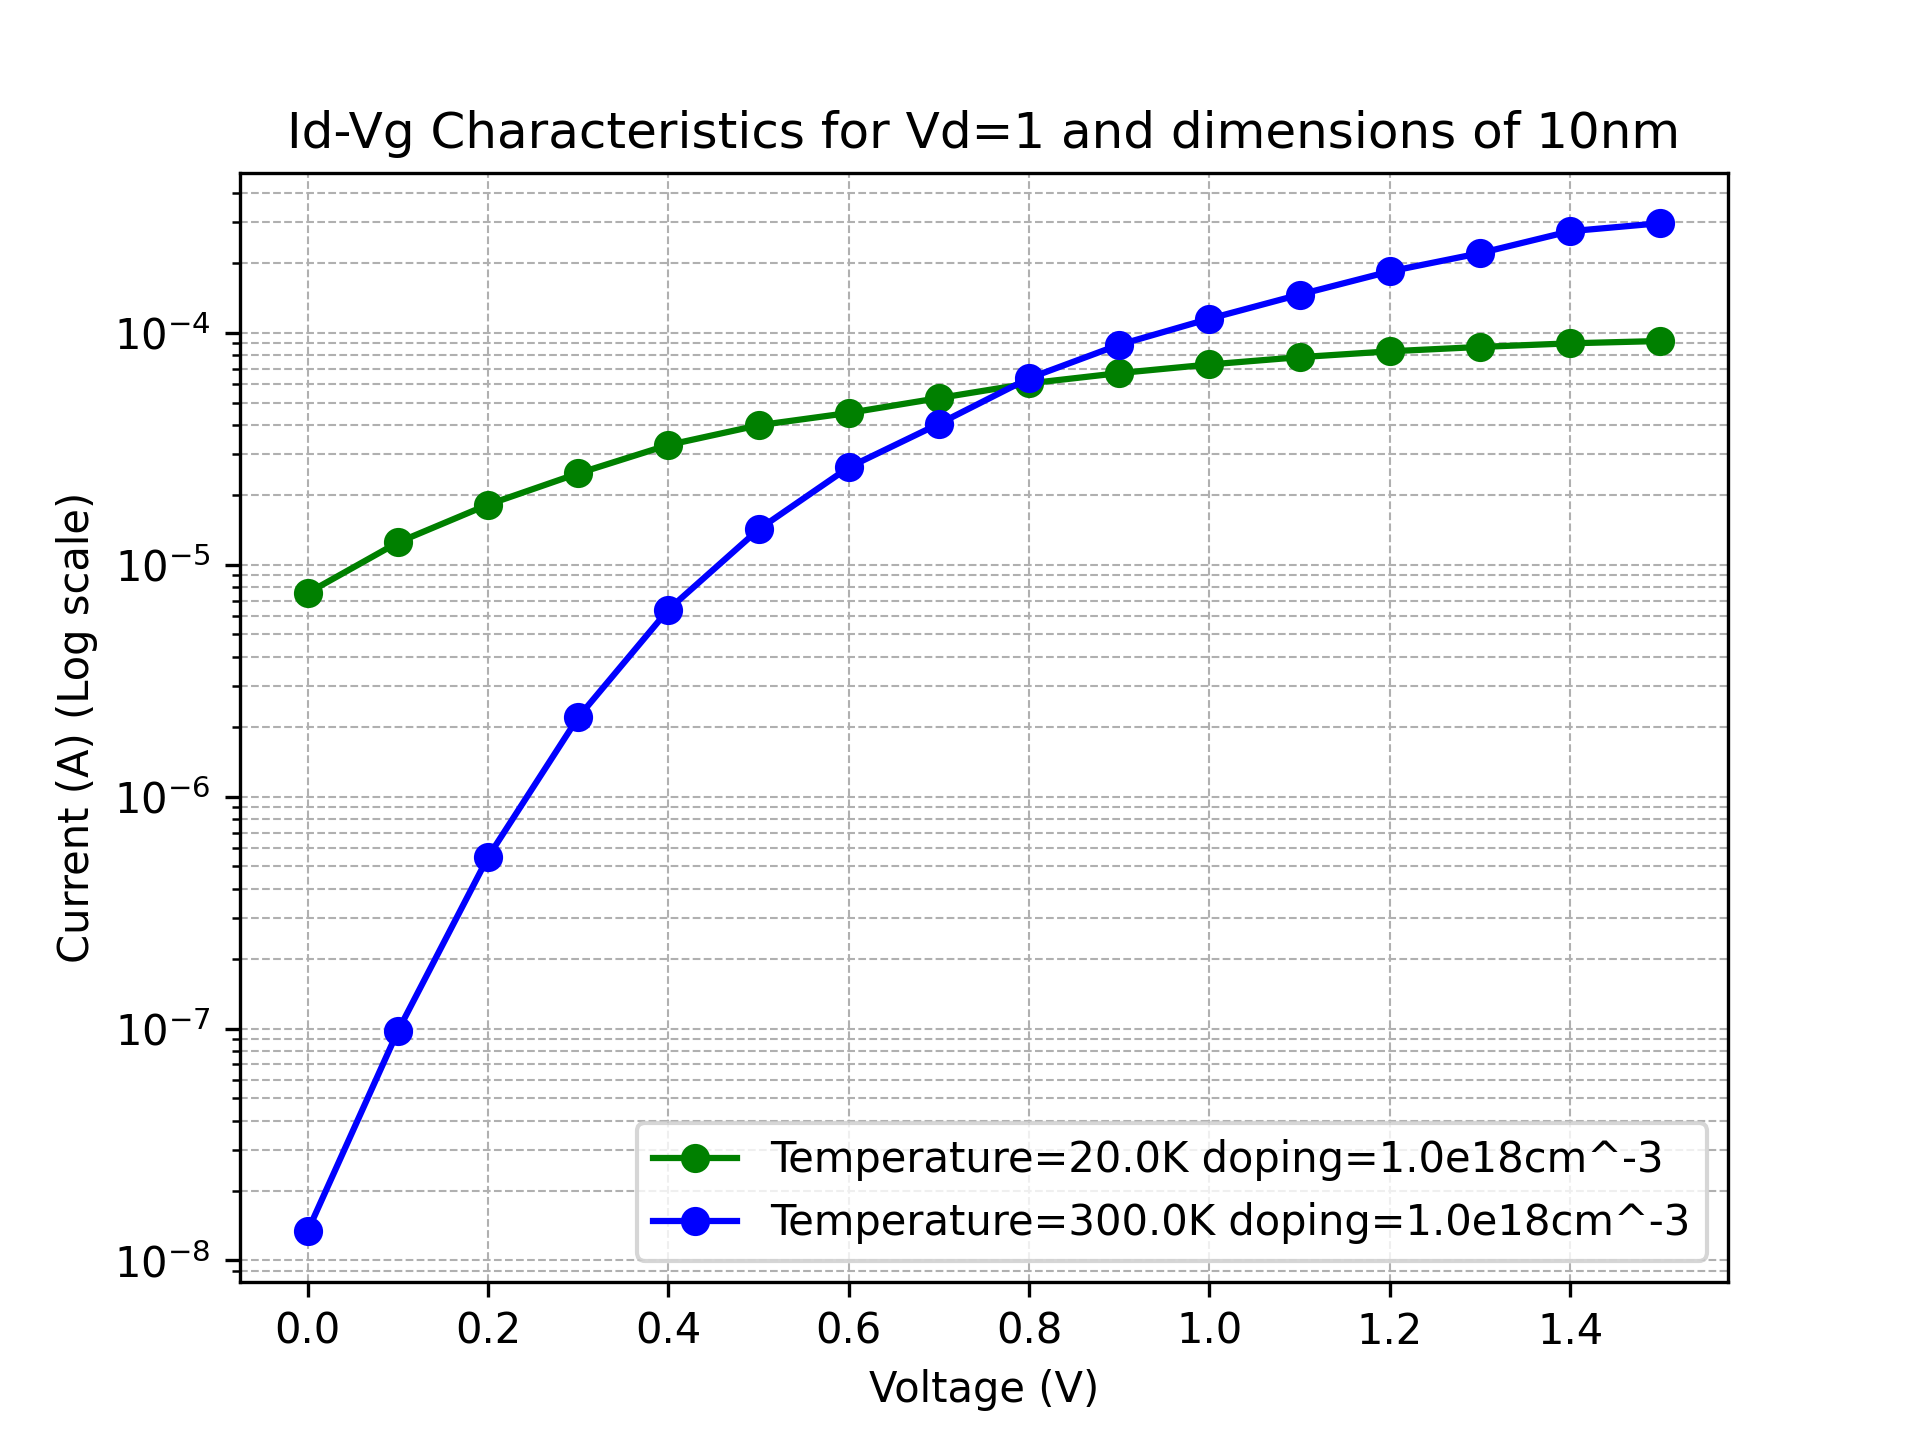 Id-Vg Characteristics for Vd=1 and dimensions of 10nm
Current (A) (Log scale)
10⁻⁴
10⁻⁵
10⁻⁶
10⁻⁷
10⁻⁸
Temperature=20.0K doping=1.0e18cm^-3
Temperature=300.0K doping=1.0e18cm^-3
0.0 0.2 0.4 0.6 0.8 1.0 1.2 1.4
Voltage (V)